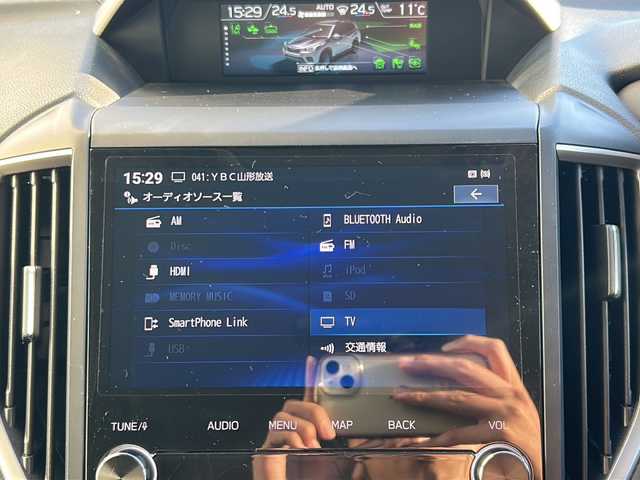 15:29 24.5 AUTO 24.5 11℃
INFO
15:29 041:YBC山形放送
オーディオソース一覧
AM BLUETOOTH Audio
Disc FM
HDMI iPod
MEMORY MUSIC SD
SmartPhone Link TV
USB 交通情報
TUNE/ AUDIO MENU MAP BACK VOL